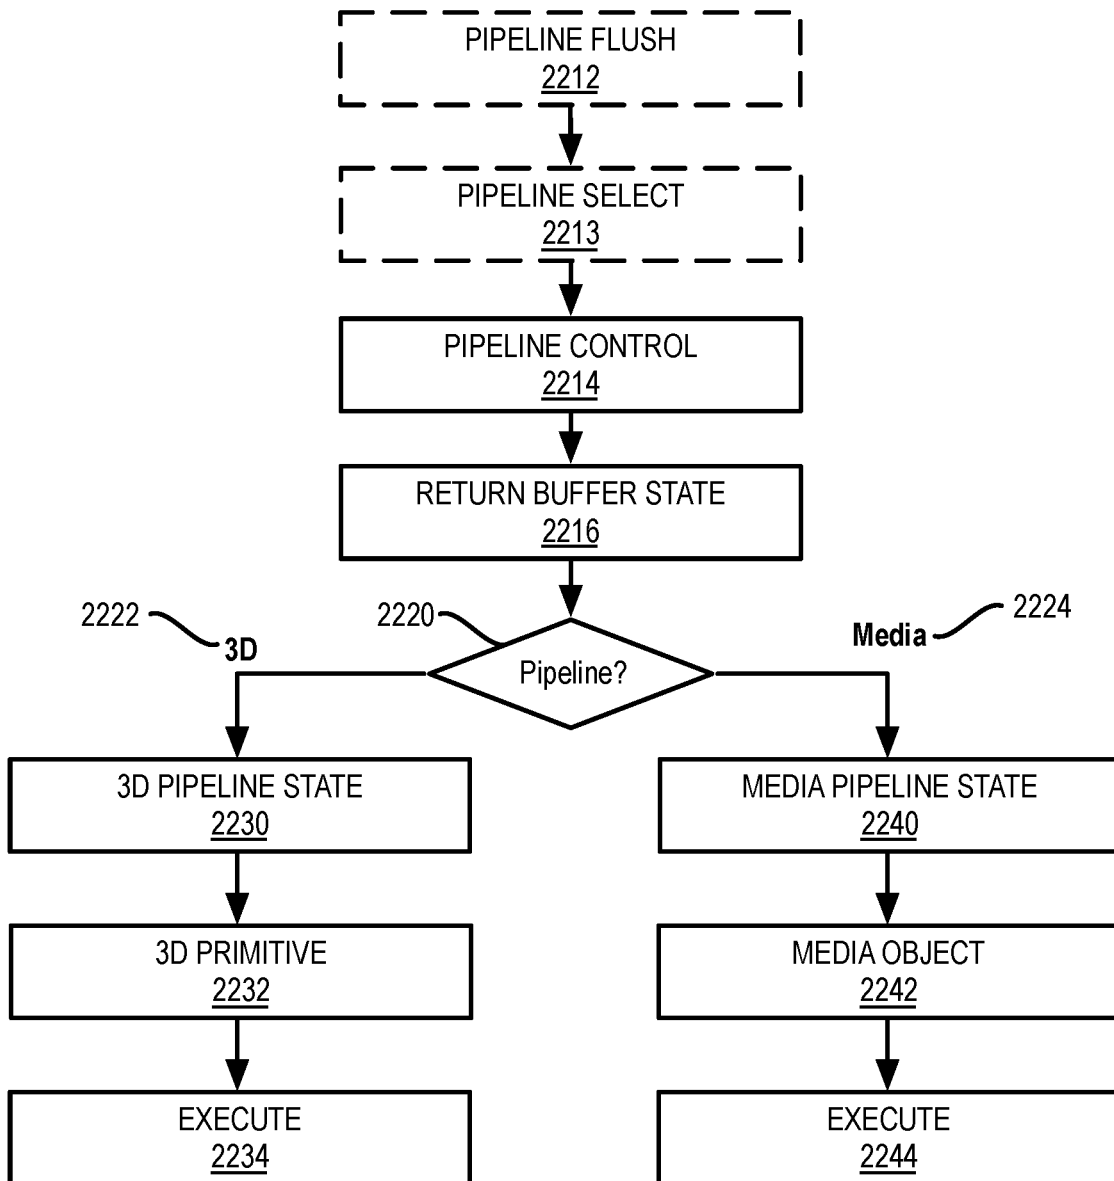 PIPELINE FLUSH
2212
PIPELINE SELECT
2213
PIPELINE CONTROL
2214
RETURN BUFFER STATE
2216
2222
3D
2220
Pipeline?
Media
2224
3D PIPELINE STATE
2230
MEDIA PIPELINE STATE
2240
3D PRIMITIVE
2232
MEDIA OBJECT
2242
EXECUTE
2234
EXECUTE
2244